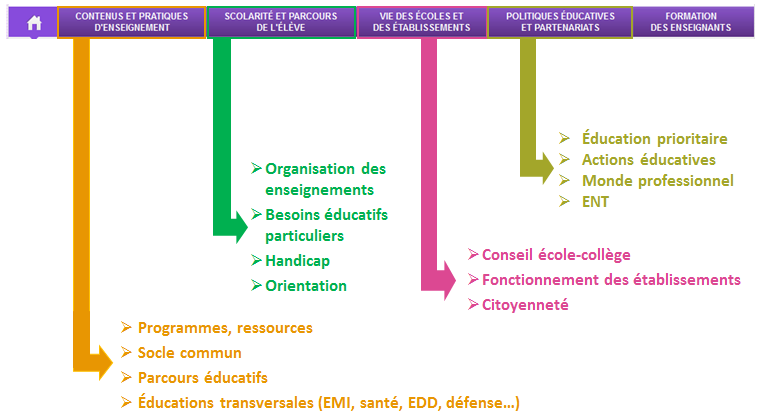 CONTENUS ET PRATIQUES
D'ENSEIGNEMENT
SCOLARITÉ ET PARCOURS
DE L'ÉLÈVE
VIE DES ÉCOLES ET
DES ÉTABLISSEMENTS
POLITIQUES ÉDUCATIVES
ET PARTENARIATS
FORMATION
DES ENSEIGNANTS
Éducation prioritaire
Actions éducatives
Monde professionnel
ENT
Organisation des
enseignements
Besoins éducatifs
particuliers
Handicap
Orientation
Conseil école-collège
Fonctionnement des établissements
Citoyenneté
Programmes, ressources
Socle commun
Parcours éducatifs
Éducations transversales (EMI, santé, EDD, défense...)